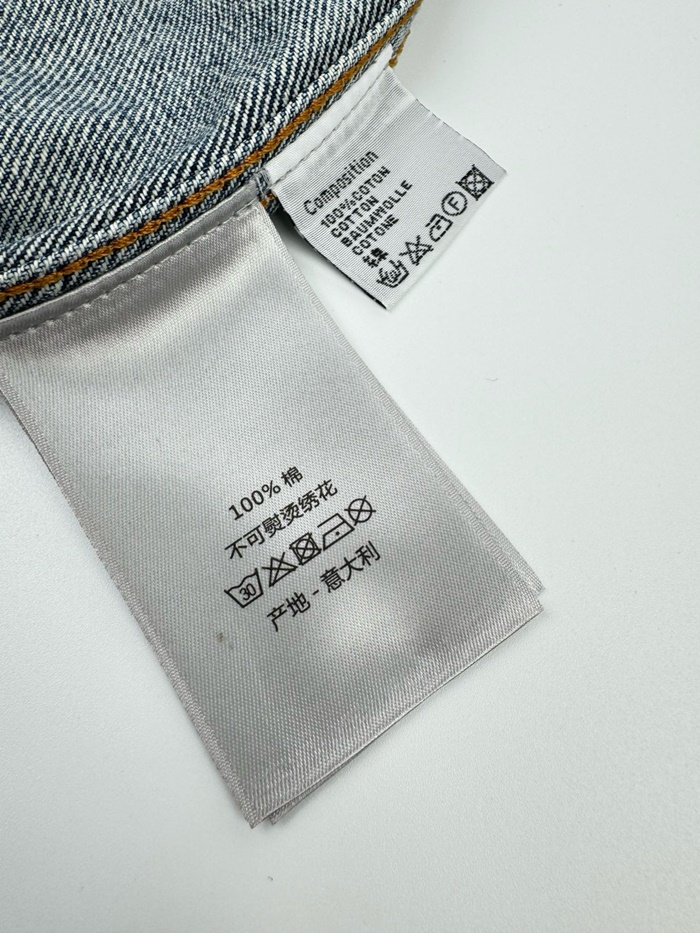 Composition
100%COTON
COTTON
BAUMWOLLE
COTONE
棉
F
100% 棉
不可熨烫绣花
30
产地 - 意大利